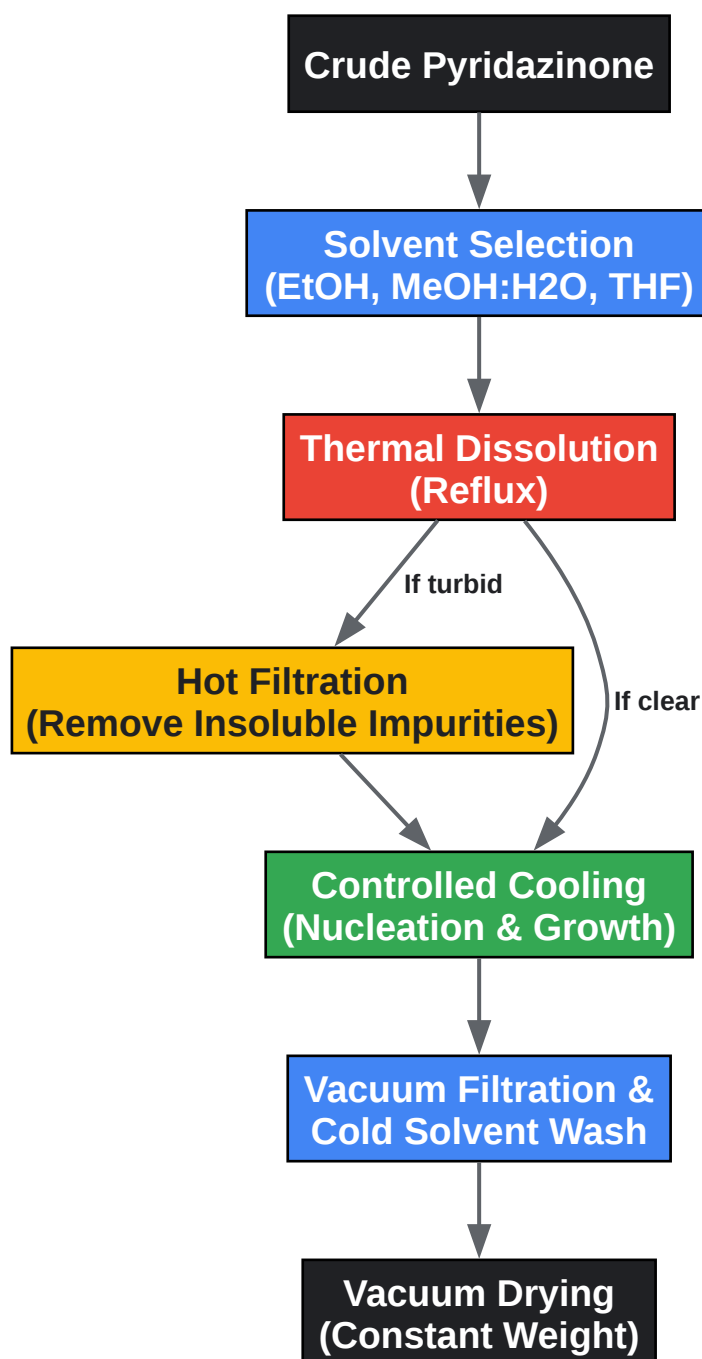 Crude Pyridazinone
Solvent Selection
(EtOH, MeOH:H2O, THF)
Thermal Dissolution
(Reflux)
If turbid
Hot Filtration
(Remove Insoluble Impurities)
If clear
Controlled Cooling
(Nucleation & Growth)
Vacuum Filtration &
Cold Solvent Wash
Vacuum Drying
(Constant Weight)